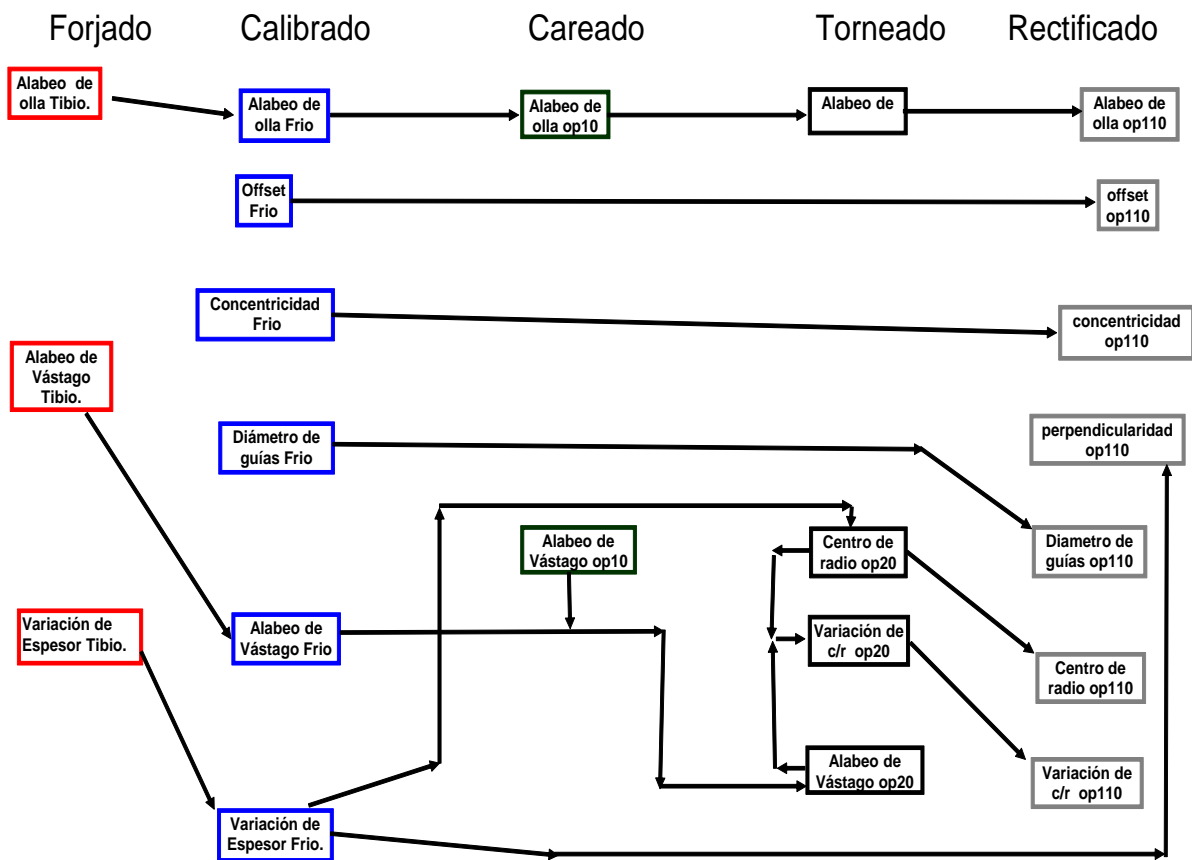 Forjado
Calibrado
Careado
Torneado
Rectificado
Alabeo de
olla Tibio.
Alabeo de
olla Frio
Alabeo de
olla op10
Alabeo de
Alabeo de
olla op110
Offset
Frio
offset
op110
Concentricidad
Frio
concentricidad
op110
Alabeo de
Vástago
Tibio.
Diámetro de
guías Frio
perpendicularidad
op110
Alabeo de
Vástago op10
Centro de
radio op20
Diametro de
guías op110
Variación de
Espesor Tibio.
Alabeo de
Vástago Frio
Variación de
c/r op20
Centro de
radio op110
Alabeo de
Vástago op20
Variación de
c/r op110
Variación de
Espesor Frio.